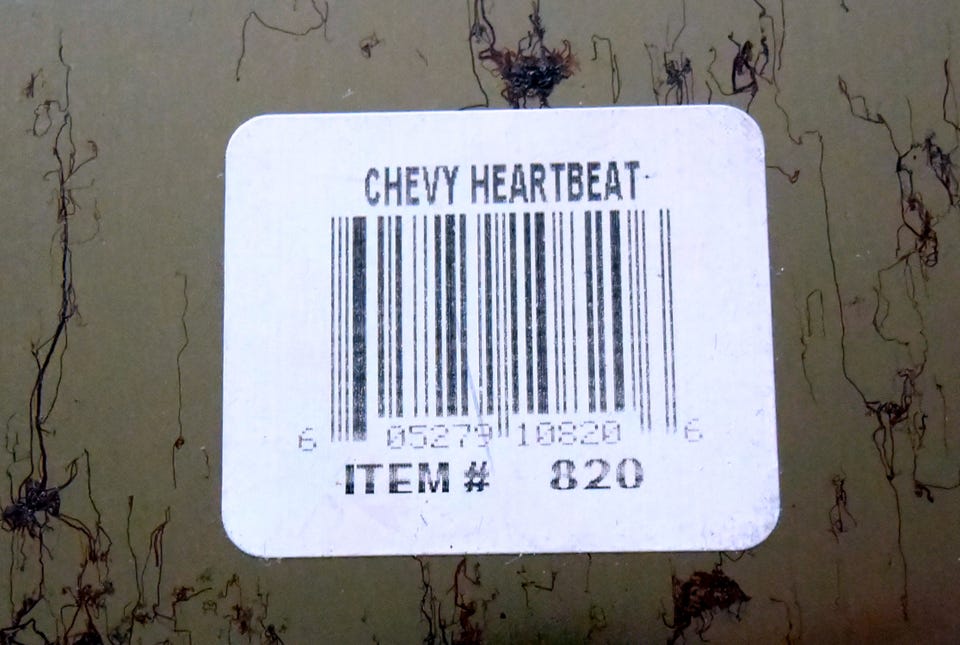 CHEVY HEARTBEAT
6 05279 10820 6
ITEM # 820